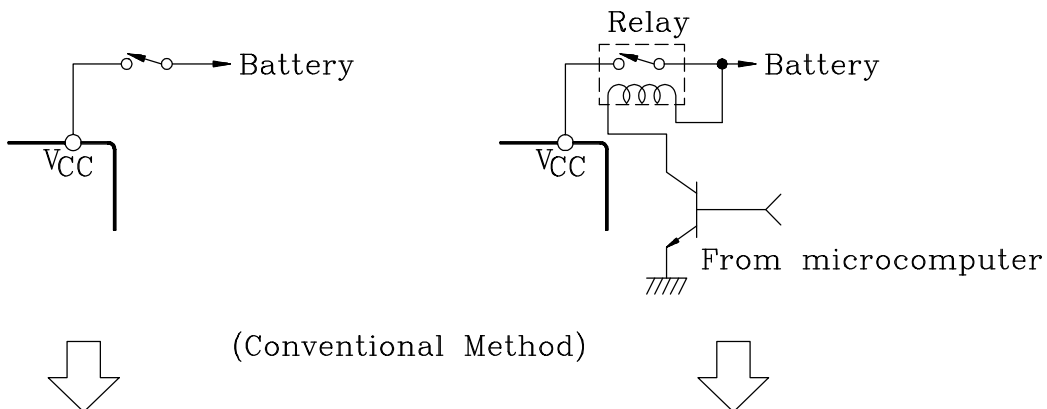 Relay
Battery
Battery
VCC
VCC
From microcomputer
(Conventional Method)